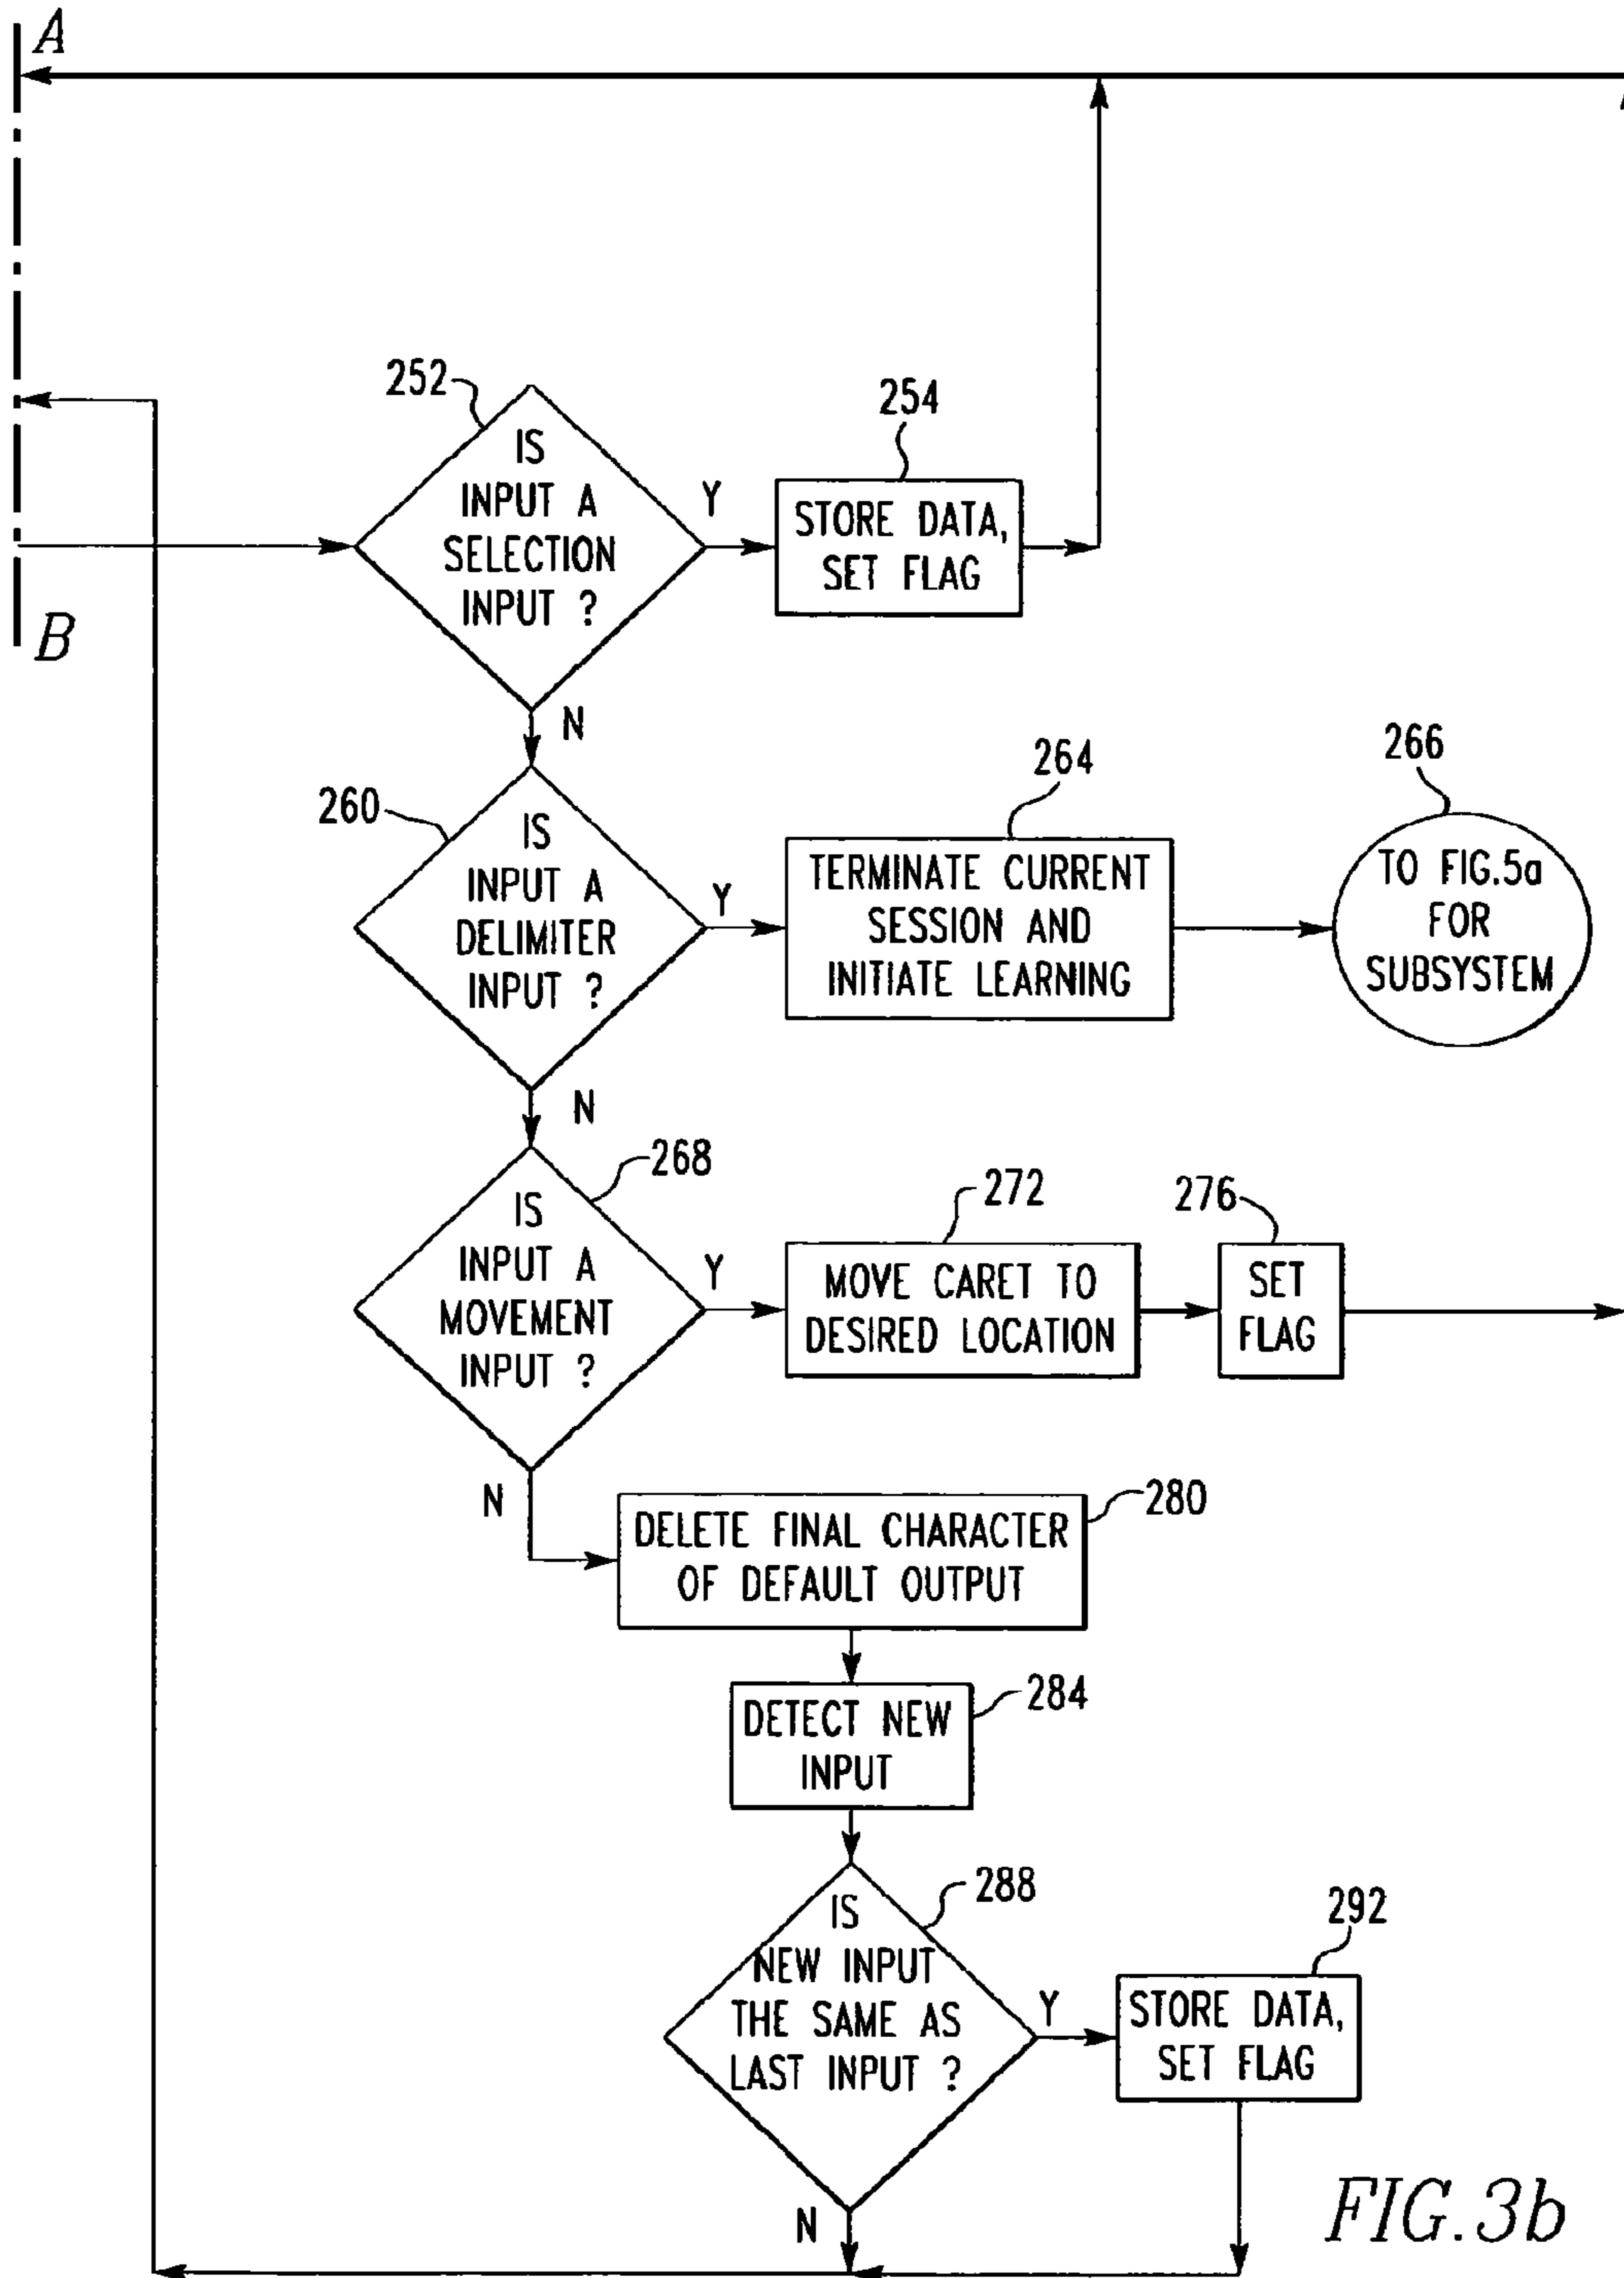 A
B
252
IS
INPUT A
SELECTION
INPUT ?
Y
254
STORE DATA,
SET FLAG
N
260
IS
INPUT A
DELIMITER
INPUT ?
Y
264
TERMINATE CURRENT
SESSION AND
INITIATE LEARNING
266
TO FIG.5a
FOR
SUBSYSTEM
N
268
IS
INPUT A
MOVEMENT
INPUT ?
Y
272
MOVE CARET TO
DESIRED LOCATION
276
SET
FLAG
N
280
DELETE FINAL CHARACTER
OF DEFAULT OUTPUT
284
DETECT NEW
INPUT
288
IS
NEW INPUT
THE SAME AS
LAST INPUT ?
Y
292
STORE DATA,
SET FLAG
N
FIG.3b